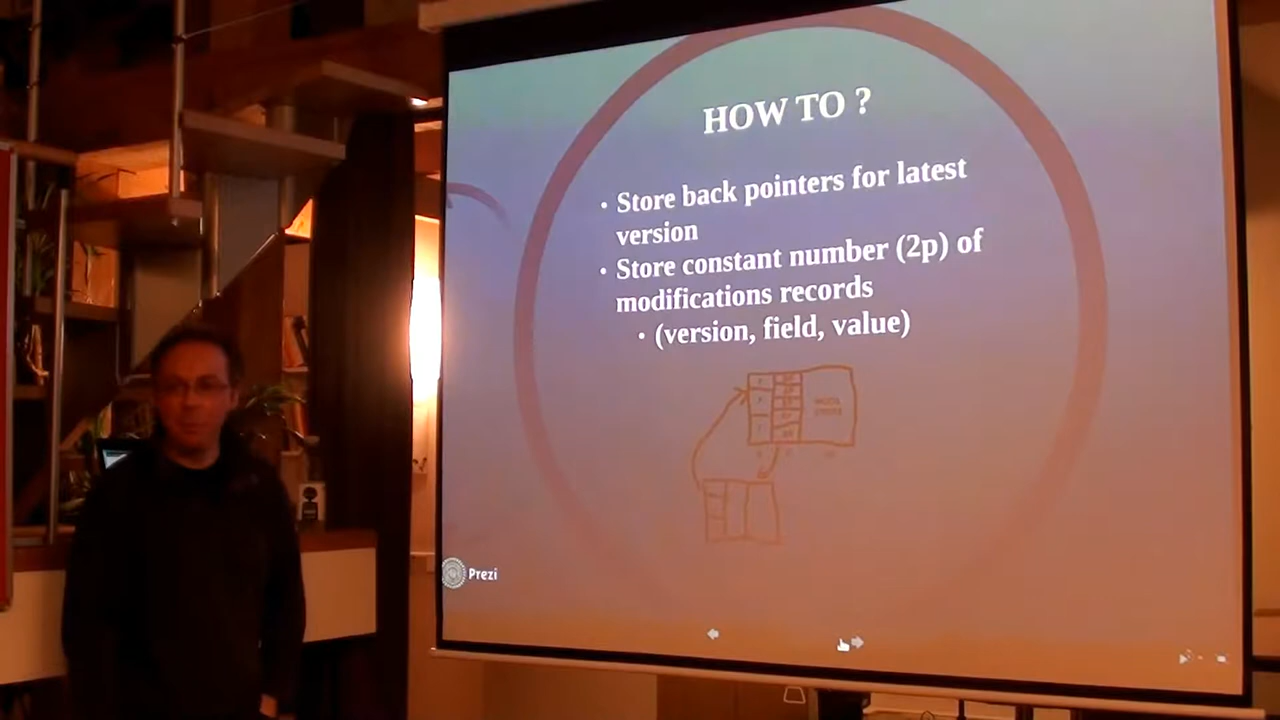 HOW TO ?
• Store back pointers for latest
version
• Store constant number (2p) of
modifications records
• (version, field, value)
Prezi